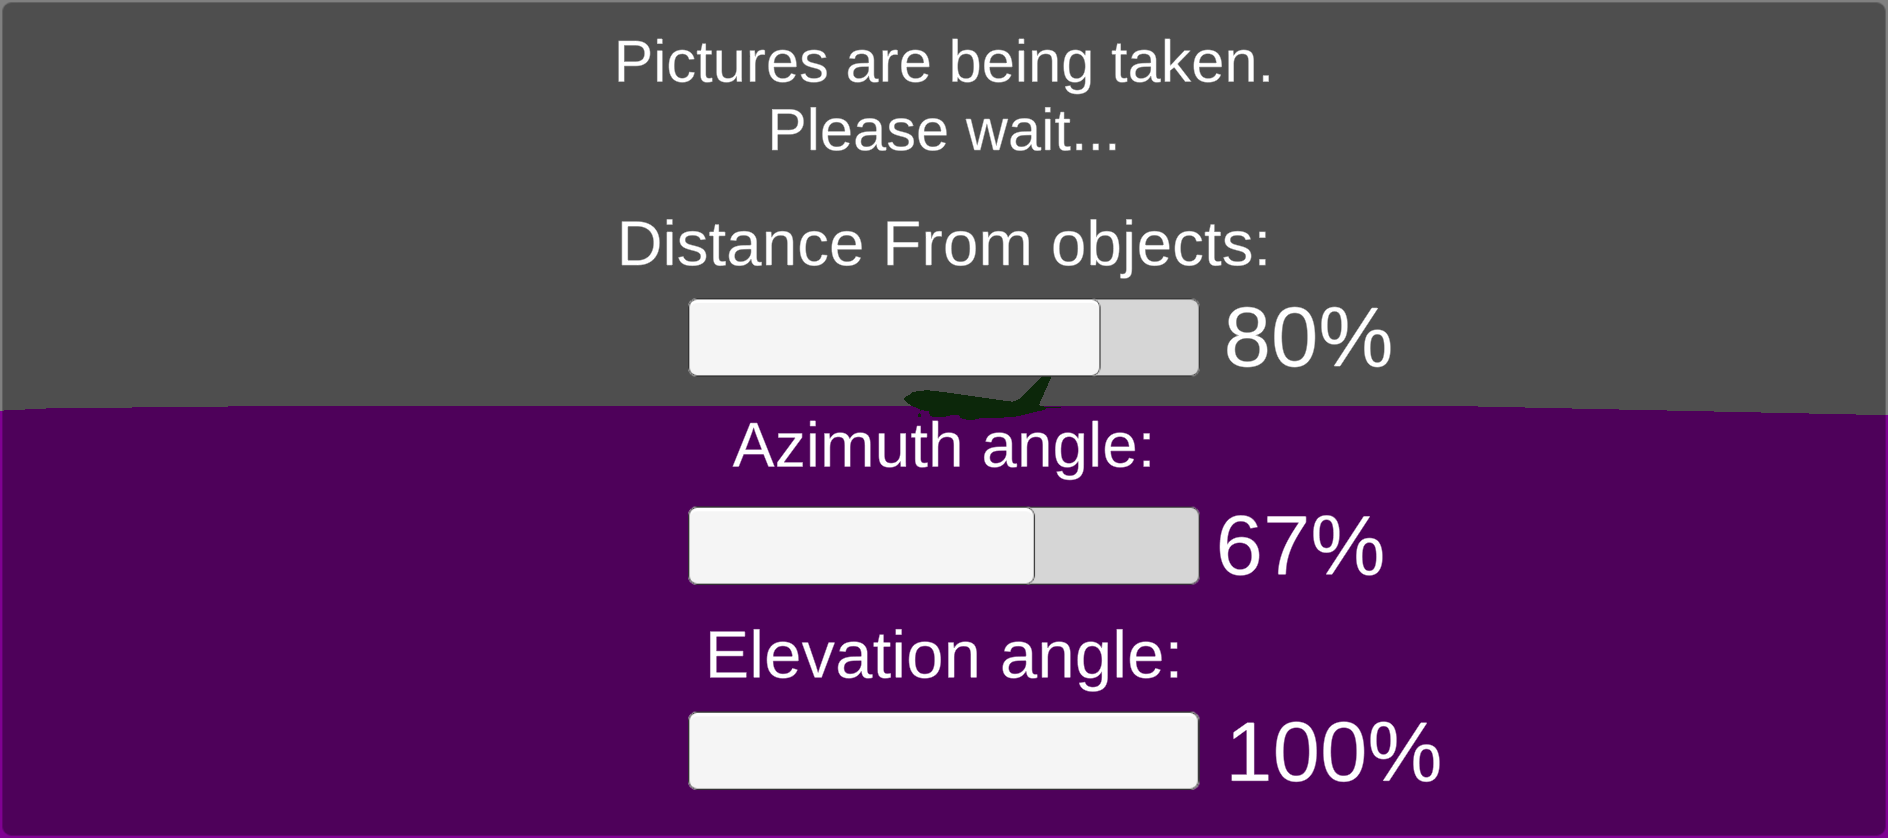 Pictures are being taken.
Please wait...
Distance From objects:
80%
Azimuth angle:
67%
Elevation angle:
100%